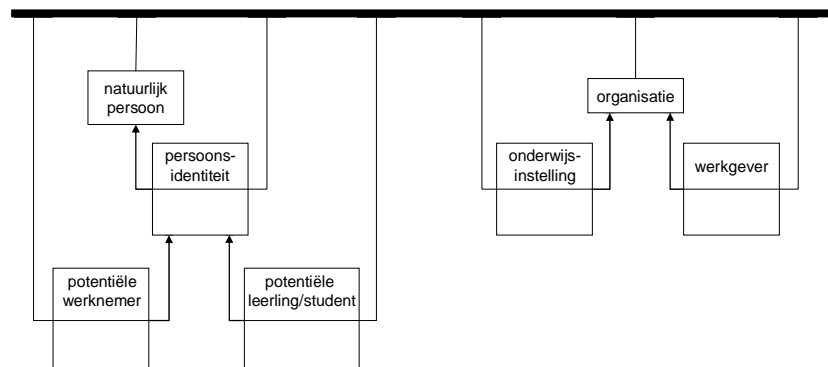 natuurlijk
persoon
organisatie
persoons-
identiteit
onderwijs-
instelling
werkgever
potentiële
werknemer
potentiële
leerling/student